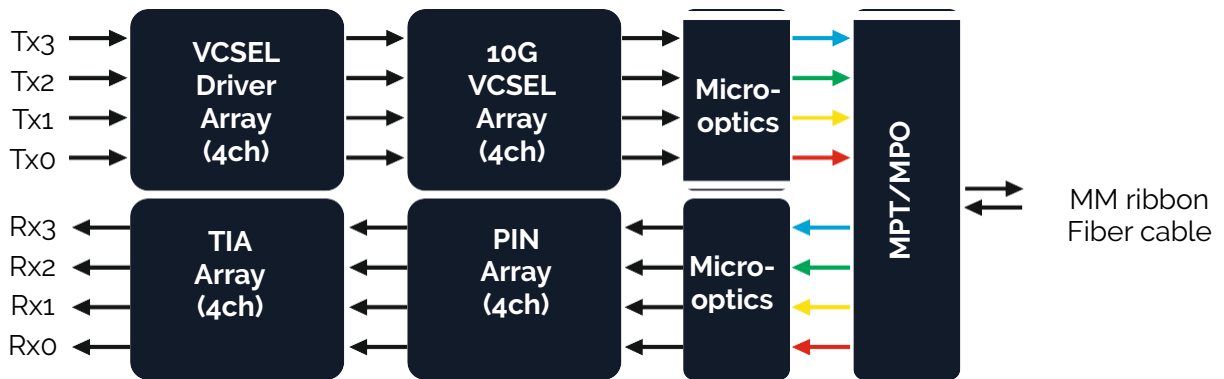 Tx3
Tx2
Tx1
Tx0
VCSEL
Driver
Array
(4ch)
10G
VCSEL
Array
(4ch)
Micro-
optics
MPT/MPO
MM ribbon
Fiber cable
Rx3
Rx2
Rx1
Rx0
TIA
Array
(4ch)
PIN
Array
(4ch)
Micro-
optics